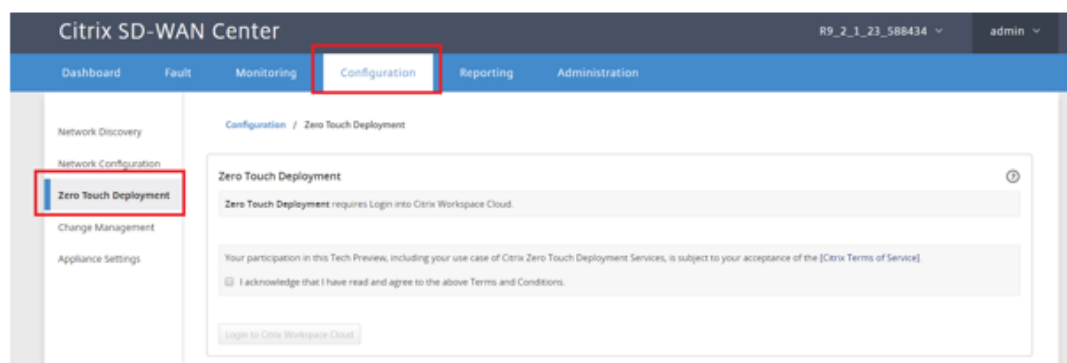 Citrix SD-WAN Center
R9_2_1_23_588434
admin
Dashboard Fault Monitoring Configuration Reporting Administration
Network Discovery
Network Configuration
Zero Touch Deployment
Change Management
Appliance Settings
Configuration / Zero Touch Deployment
Zero Touch Deployment
Zero Touch Deployment requires Login into Citrix Workspace Cloud.
Your participation in this Tech Preview, including your use case of Citrix Zero Touch Deployment Services, is subject to your acceptance of the [Citrix Terms of Service].
I acknowledge that I have read and agree to the above Terms and Conditions.
Login to Citrix Workspace Cloud